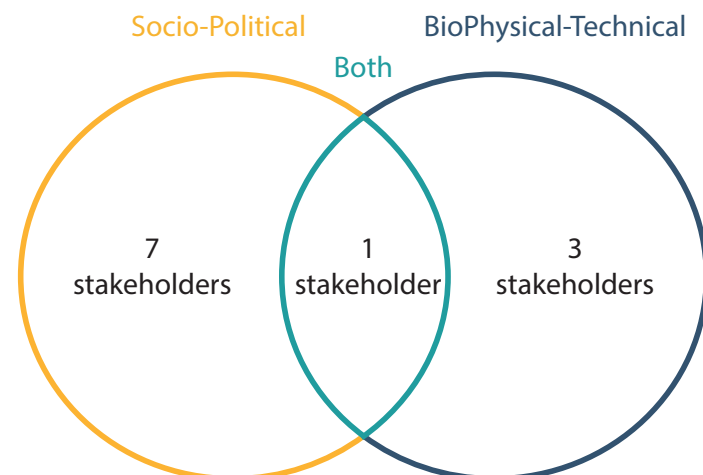 Socio-Political
BioPhysical-Technical
Both
7
stakeholders
1
stakeholder
3
stakeholders